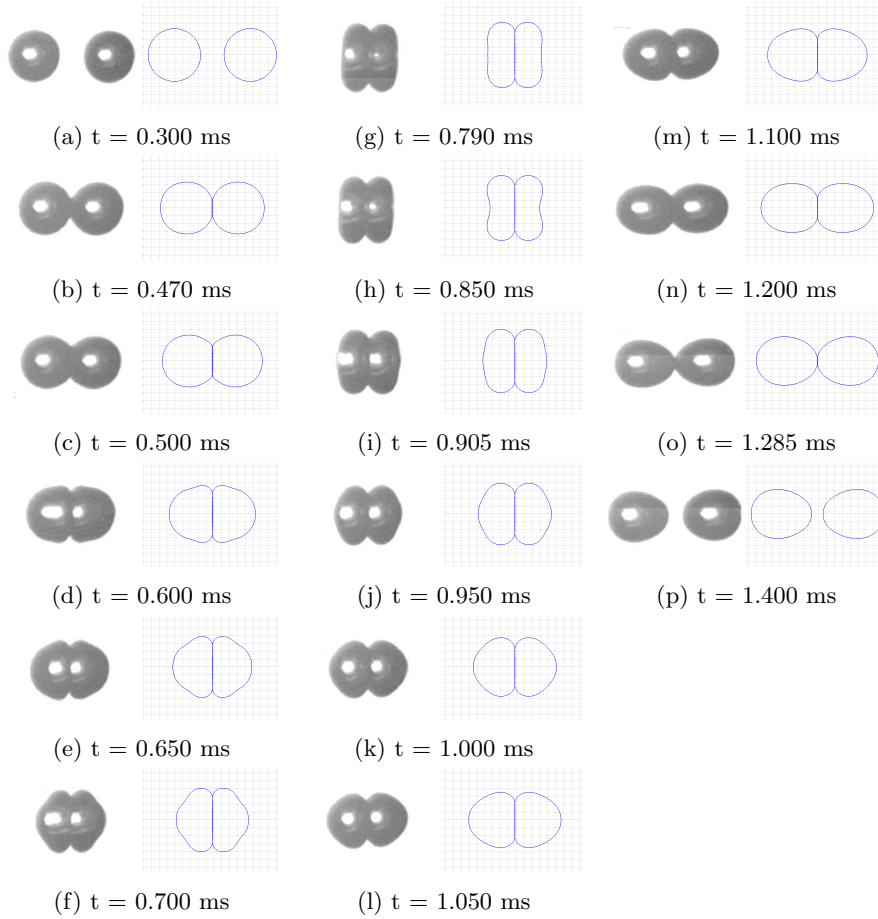 (a) t = 0.300 ms
(b) t = 0.470 ms
(c) t = 0.500 ms
(d) t = 0.600 ms
(e) t = 0.650 ms
(f) t = 0.700 ms
(g) t = 0.790 ms
(h) t = 0.850 ms
(i) t = 0.905 ms
(j) t = 0.950 ms
(k) t = 1.000 ms
(l) t = 1.050 ms
(m) t = 1.100 ms
(n) t = 1.200 ms
(o) t = 1.285 ms
(p) t = 1.400 ms